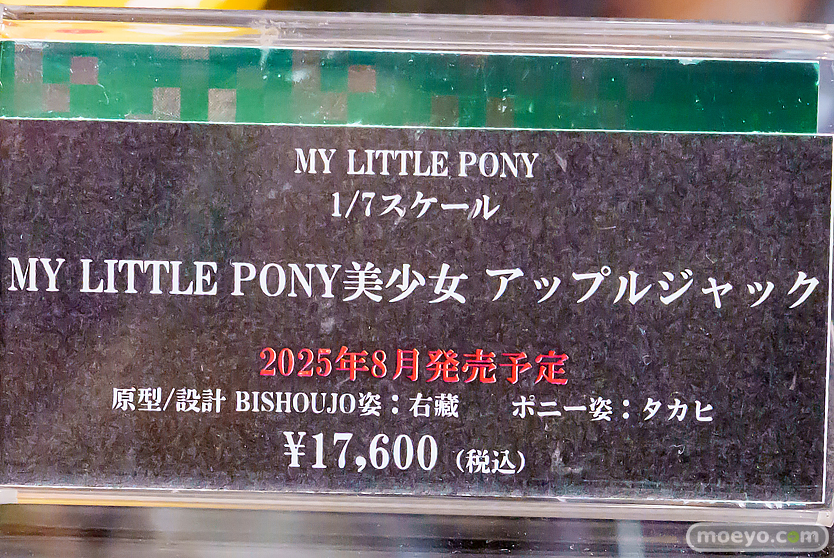 MY LITTLE PONY
1/7スケール
MY LITTLE PONY美少女 アップルジャック
2025年8月発売予定
原型/設計 BISHOUJO姿：右藏　ポニー姿：タカヒ
¥17,600（税込）
moeyo.com